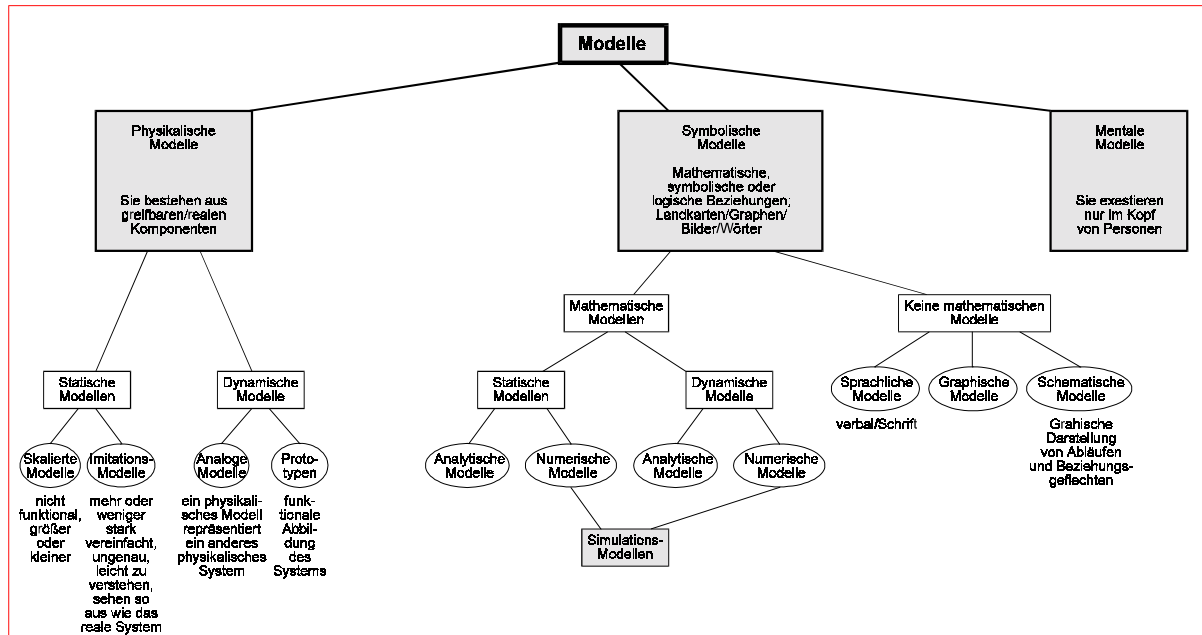 Modelle
Physikalische
Modelle
Sie bestehen aus
greifbaren/realen
Komponenten
Symbolische
Modelle
Mathematische,
symbolische oder
logische Beziehungen;
Landkarten/Graphen/
Bilder/Wörter
Mentale
Modelle
Sie exestieren
nur im Kopf
von Personen
Mathematische
Modellen
Keine mathematischen
Modelle
Statische
Modellen
Dynamische
Modelle
Statische
Modellen
Dynamische
Modelle
Sprachliche
Modelle
verbal/Schrift
Graphische
Modelle
Schematische
Modelle
Grahische
Darstellung
von Abläufen
und Beziehungs-
geflechten
Skalierte
Modelle
nicht
funktional,
größer
oder
kleiner
Imitations-
Modelle
mehr oder
weniger
stark
vereinfacht,
ungenau,
leicht zu
verstehen,
sehen so
aus wie das
reale System
Analoge
Modelle
ein physikali-
sches Modell
repräsentiert
ein anderes
physikalisches
System
Proto-
typen
funk-
tionale
Abbil-
dung
des
Systems
Analytische
Modelle
Numerische
Modelle
Analytische
Modelle
Numerische
Modelle
Simulations-
Modellen